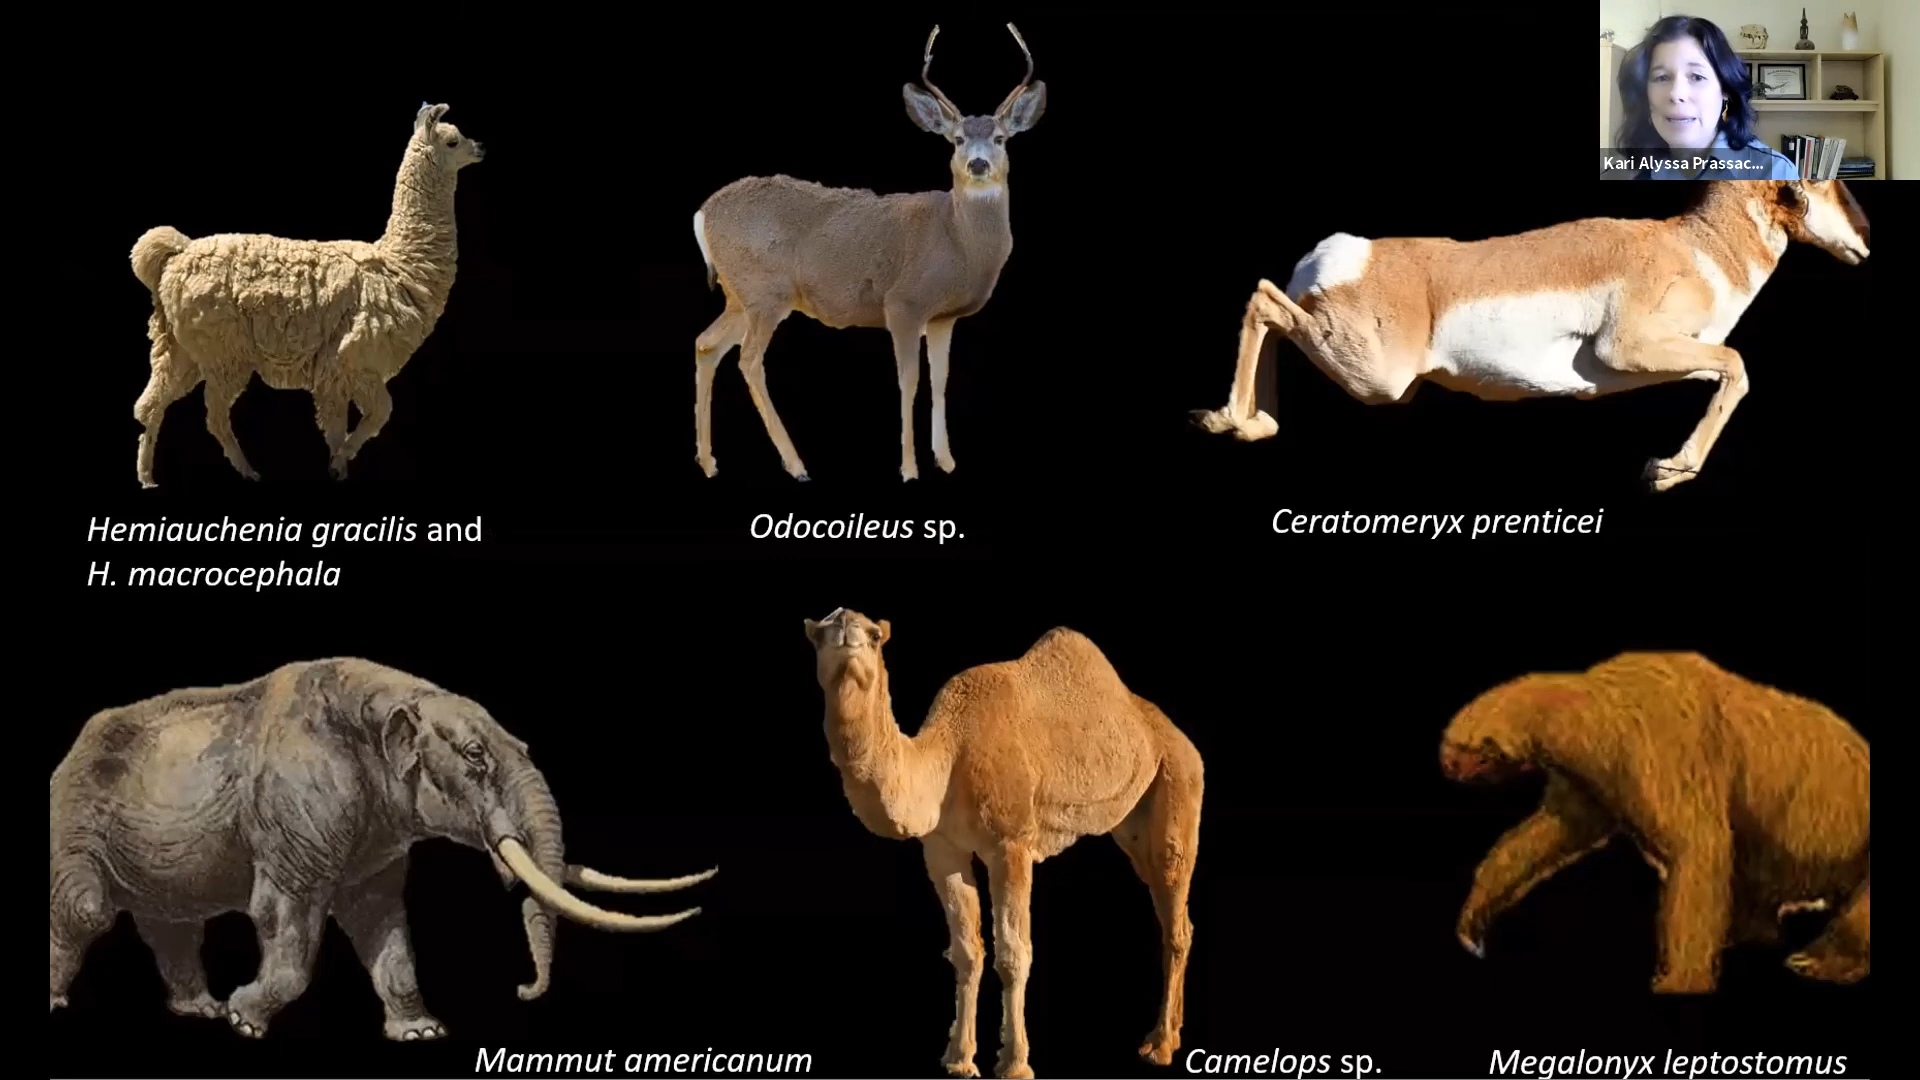 Kari Alyssa Prassac...
Hemiauchenia gracilis and
H. macrocephala
Odocoileus sp.
Ceratomeryx prenticei
Mammut americanum
Camelops sp.
Megalonyx leptostomus